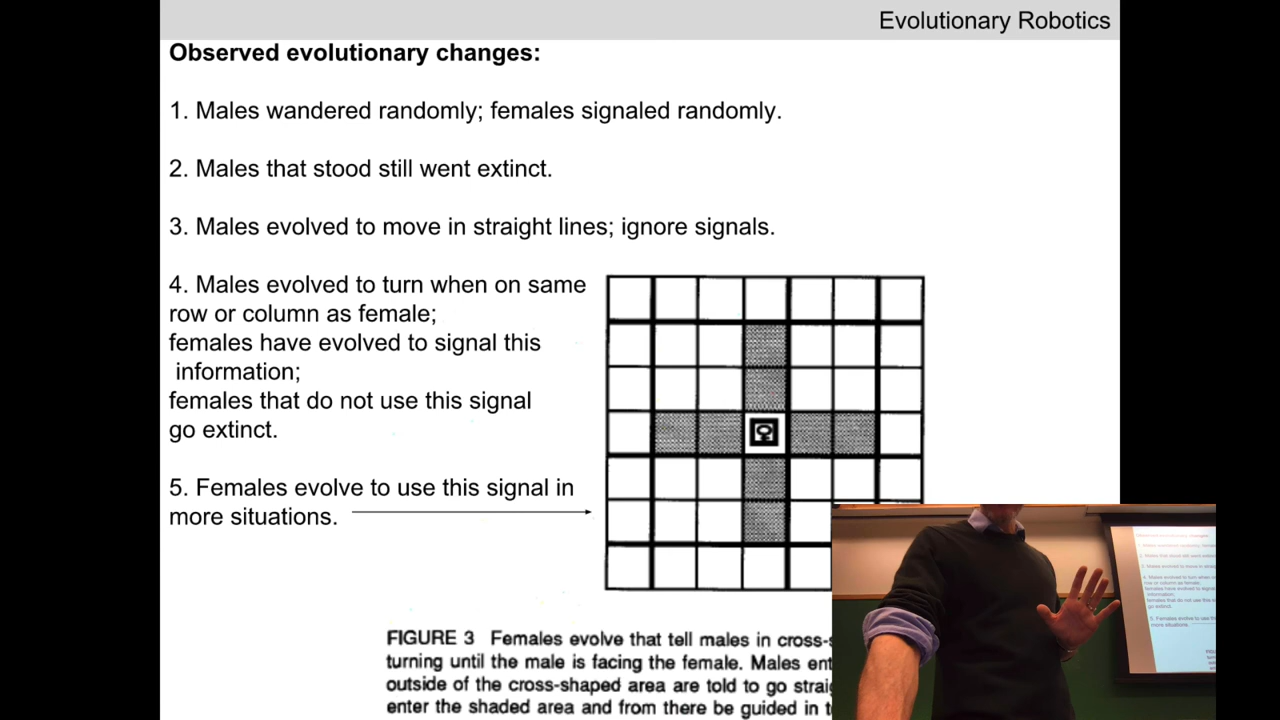 Evolutionary Robotics
Observed evolutionary changes:
1. Males wandered randomly; females signaled randomly.
2. Males that stood still went extinct.
3. Males evolved to move in straight lines; ignore signals.
4. Males evolved to turn when on same
row or column as female;
females have evolved to signal this
information;
females that do not use this signal
go extinct.
5. Females evolve to use this signal in
more situations.
FIGURE 3 Females evolve that tell males in cross-
turning until the male is facing the female. Males
outside of the cross-shaped area are told to go
enter the shaded area and from there be guided in